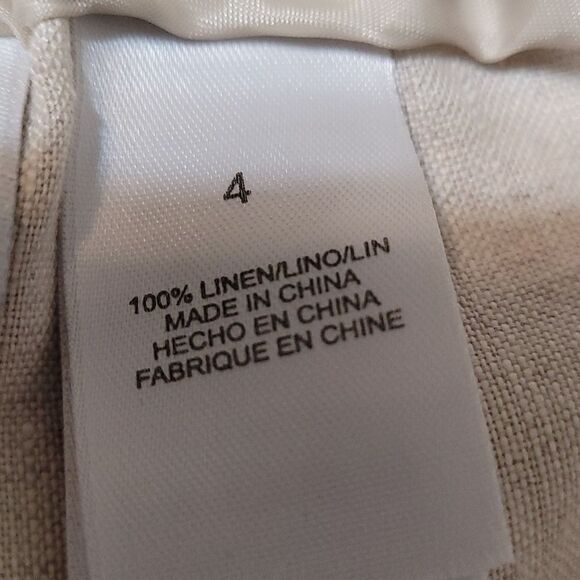 4
100% LINEN/LINO/LIN
MADE IN CHINA
HECHO EN CHINA
FABRIQUE EN CHINE